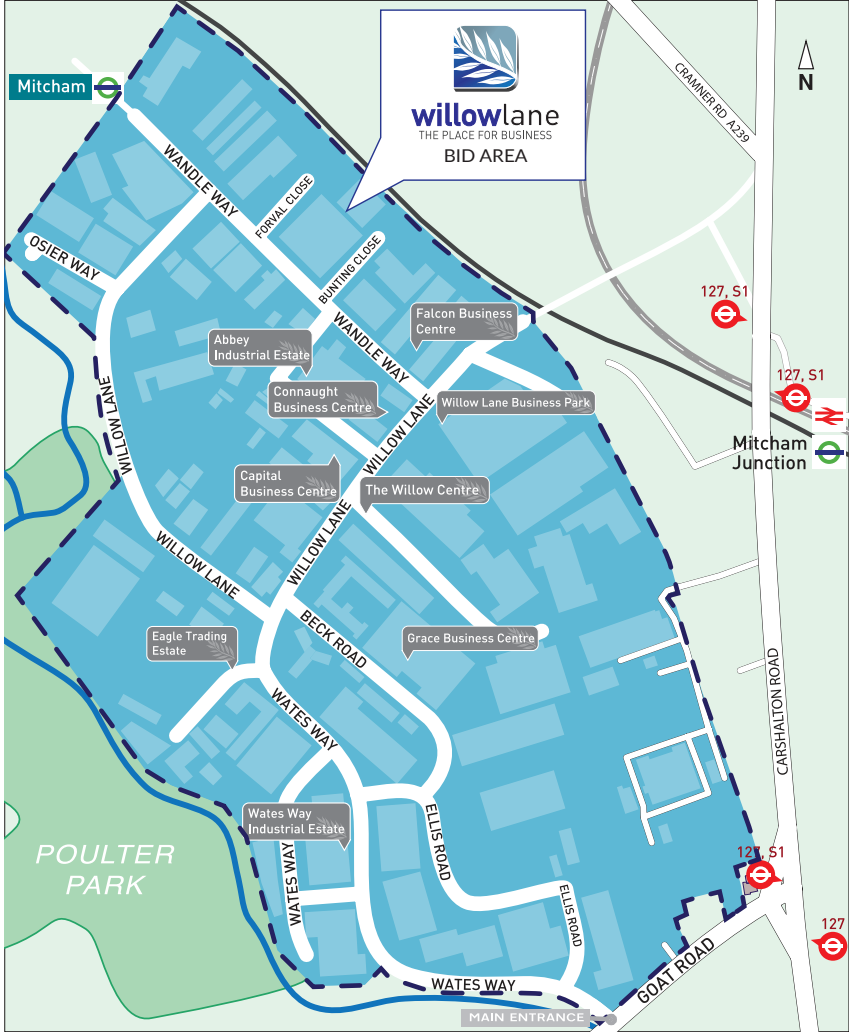 willowlane
THE PLACE FOR BUSINESS
BID AREA
Mitcham
CRAMNER RD A239
N
WANDLE WAY
FORVAL CLOSE
OSIER WAY
BUNTING CLOSE
127, S1
Falcon Business
Centre
WANDLE WAY
Abbey
Industrial Estate
127, S1
Connaught
Business Centre
Willow Lane Business Park
WILLOW LANE
WILLOW LANE
Mitcham
Junction
Capital
Business Centre
The Willow Centre
WILLOW LANE
WILLOW LANE
BECK ROAD
Eagle Trading
Estate
Grace Business Centre
CARSHALTON ROAD
WATES WAY
Wates Way
Industrial Estate
ELLIS ROAD
POULTER
PARK
127, S1
WATES WAY
ELLIS ROAD
127
GOAT ROAD
WATES WAY
MAIN ENTRANCE